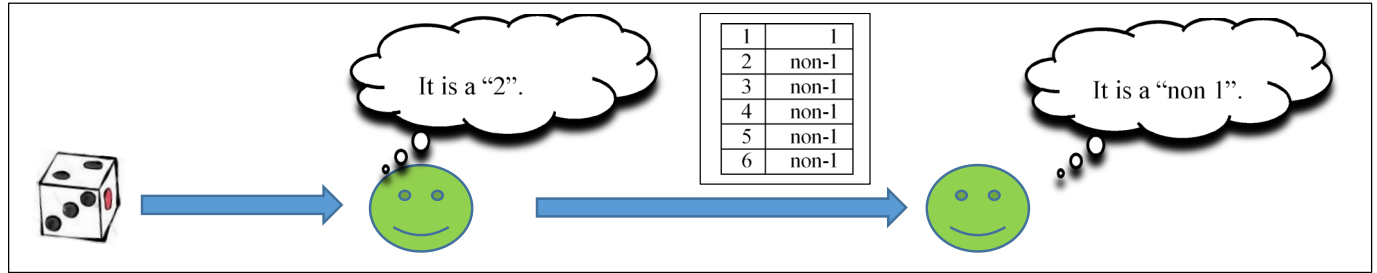 It is a “2”.
1 1
2 non-1
3 non-1
4 non-1
5 non-1
6 non-1
It is a “non 1”.